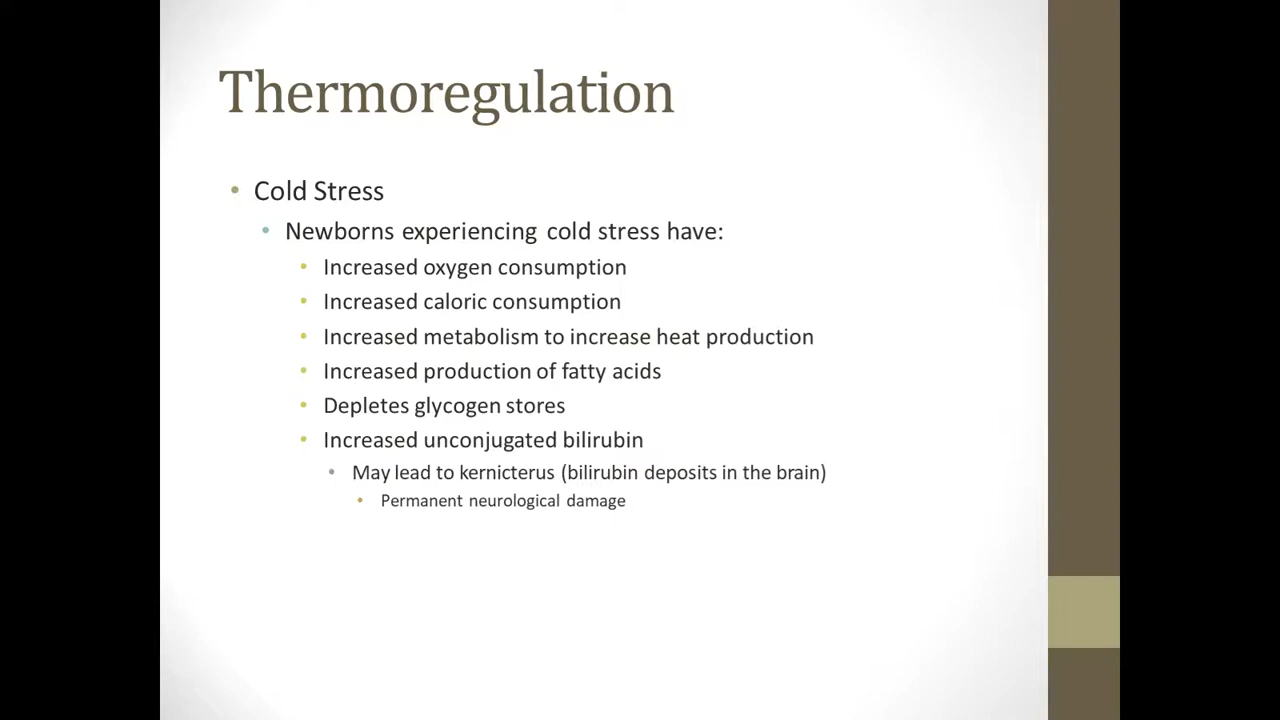 Thermoregulation
• Cold Stress
• Newborns experiencing cold stress have:
• Increased oxygen consumption
• Increased caloric consumption
• Increased metabolism to increase heat production
• Increased production of fatty acids
• Depletes glycogen stores
• Increased unconjugated bilirubin
• May lead to kernicterus (bilirubin deposits in the brain)
• Permanent neurological damage